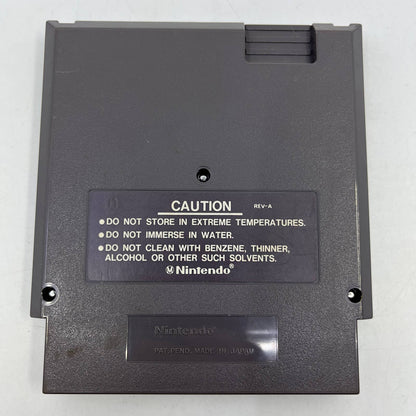 CAUTION REV-A
•DO NOT STORE IN EXTREME TEMPERATURES.
•DO NOT IMMERSE IN WATER.
•DO NOT CLEAN WITH BENZENE, THINNER,
ALCOHOL OR OTHER SUCH SOLVENTS.
Ⓜ Nintendo®
Nintendo®
PAT. PEND. MADE IN JAPAN